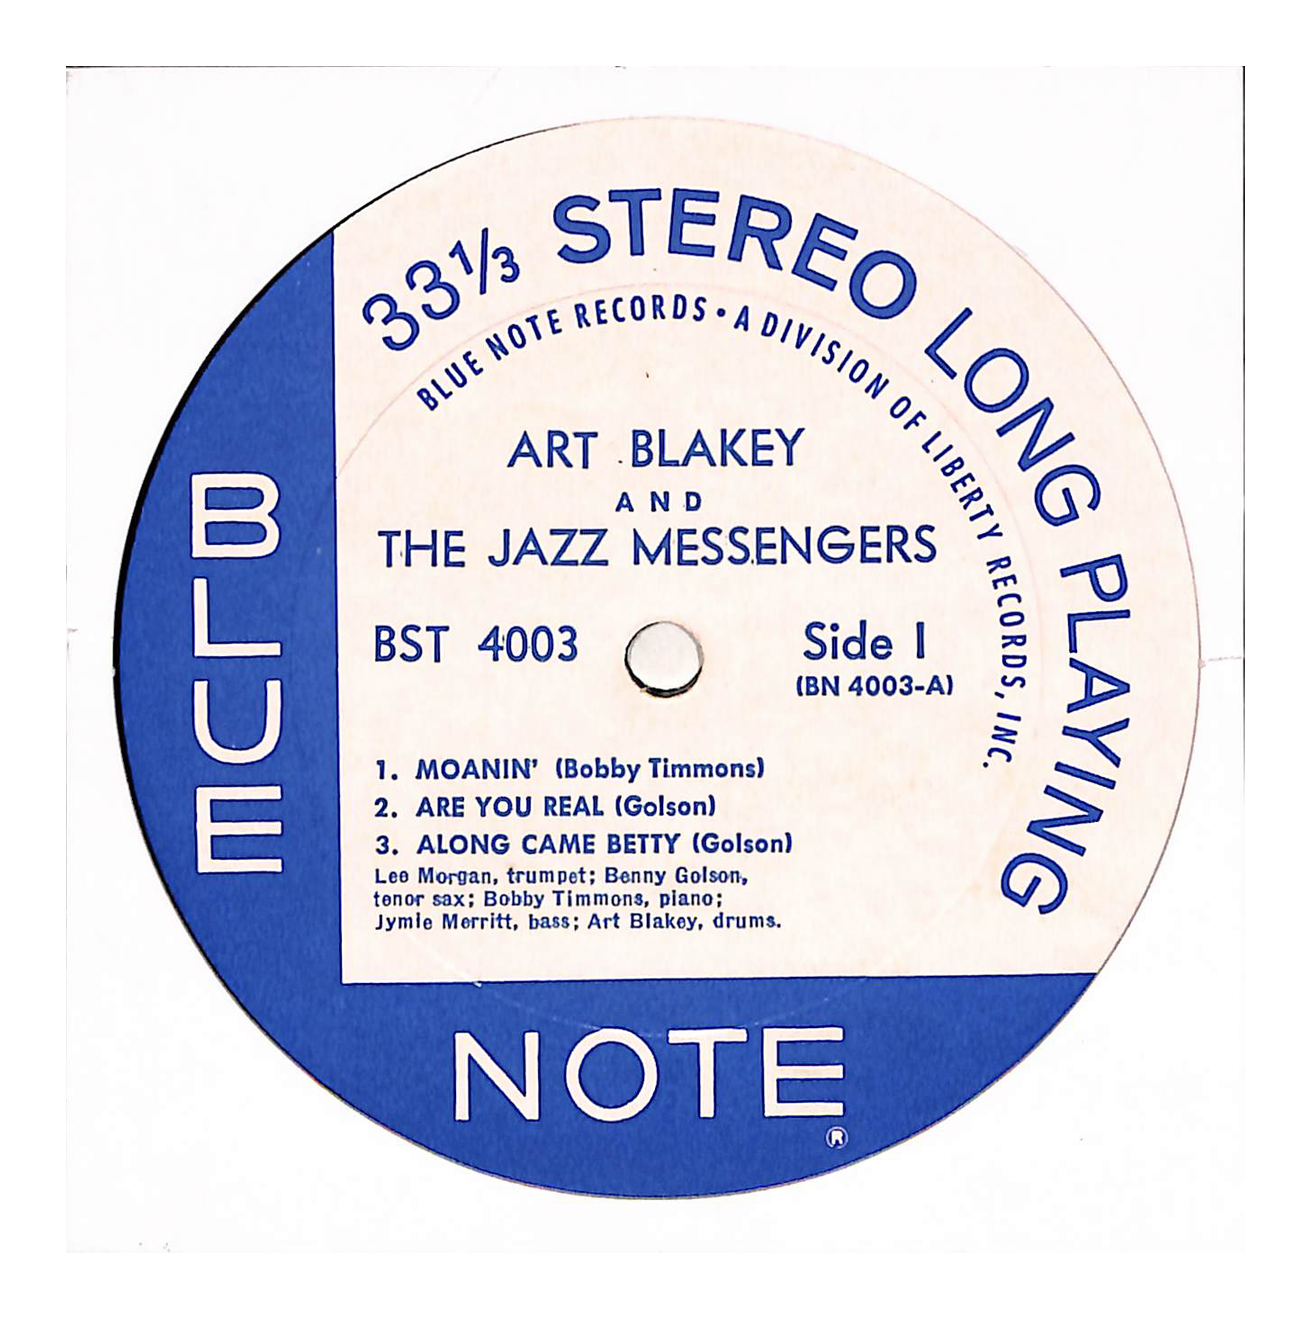 33⅓ STEREO LONG PLAYING
BLUE NOTE RECORDS • A DIVISION OF LIBERTY RECORDS, INC.
ART BLAKEY
AND
THE JAZZ MESSENGERS
BST 4003
Side 1
(BN 4003-A)
1. MOANIN' (Bobby Timmons)
2. ARE YOU REAL (Golson)
3. ALONG CAME BETTY (Golson)
Lee Morgan, trumpet; Benny Golson,
tenor sax; Bobby Timmons, piano;
Jymie Merritt, bass; Art Blakey, drums.
BLUE
NOTE
®